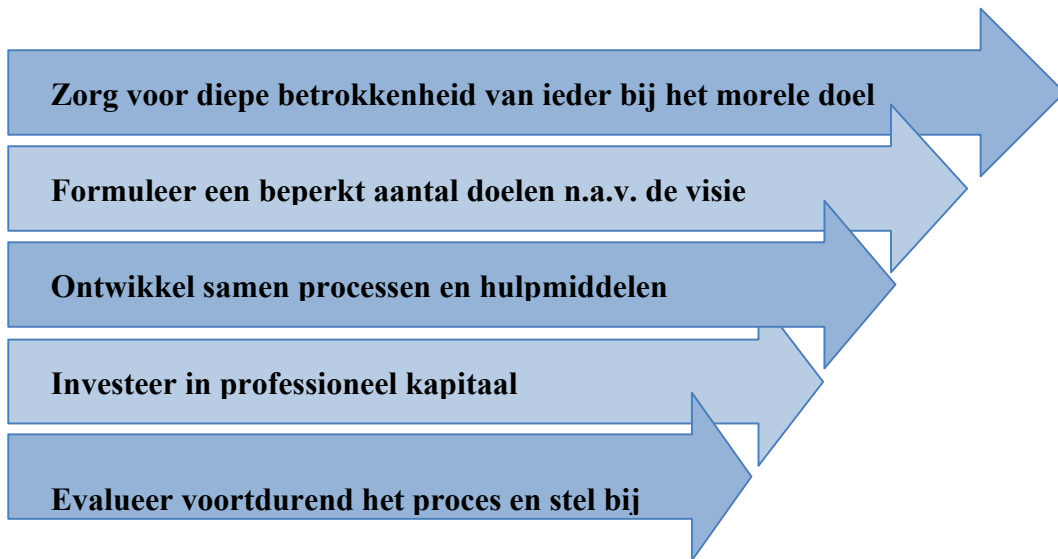 Zorg voor diepe betrokkenheid van ieder bij het morele doel
Formuleer een beperkt aantal doelen n.a.v. de visie
Ontwikkel samen processen en hulpmiddelen
Investeer in professioneel kapitaal
Evalueer voortdurend het proces en stel bij